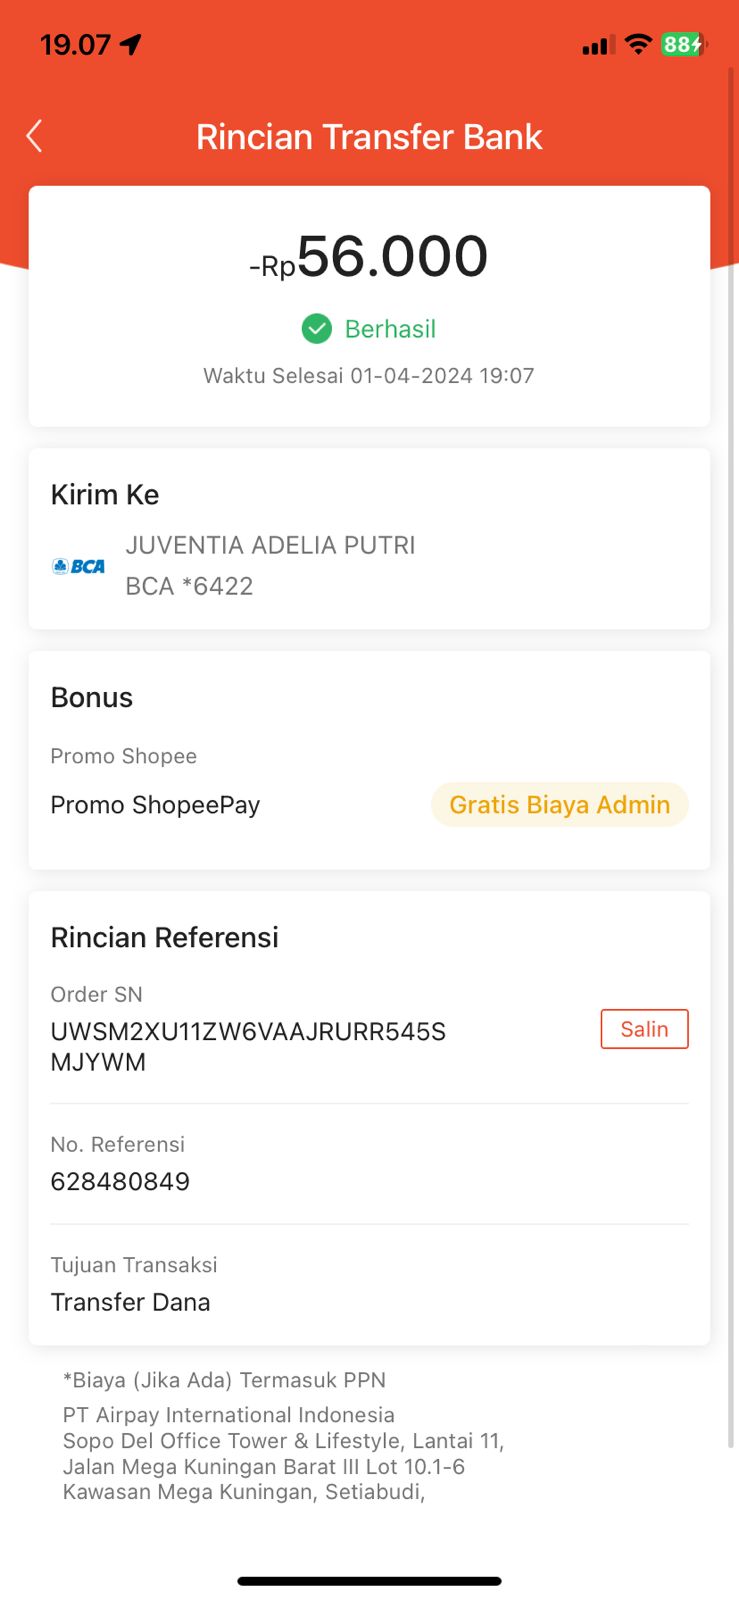 19.07
88
Rincian Transfer Bank
-Rp56.000
Berhasil
Waktu Selesai 01-04-2024 19:07
Kirim Ke
JUVENTIA ADELIA PUTRI
BCA
BCA *6422
Bonus
Promo Shopee
Promo ShopeePay
Gratis Biaya Admin
Rincian Referensi
Order SN
UWSM2XU11ZW6VAAJRURR545S
MJYWM
Salin
No. Referensi
628480849
Tujuan Transaksi
Transfer Dana
*Biaya (Jika Ada) Termasuk PPN
PT Airpay International Indonesia
Sopo Del Office Tower & Lifestyle, Lantai 11,
Jalan Mega Kuningan Barat III Lot 10.1-6
Kawasan Mega Kuningan, Setiabudi,